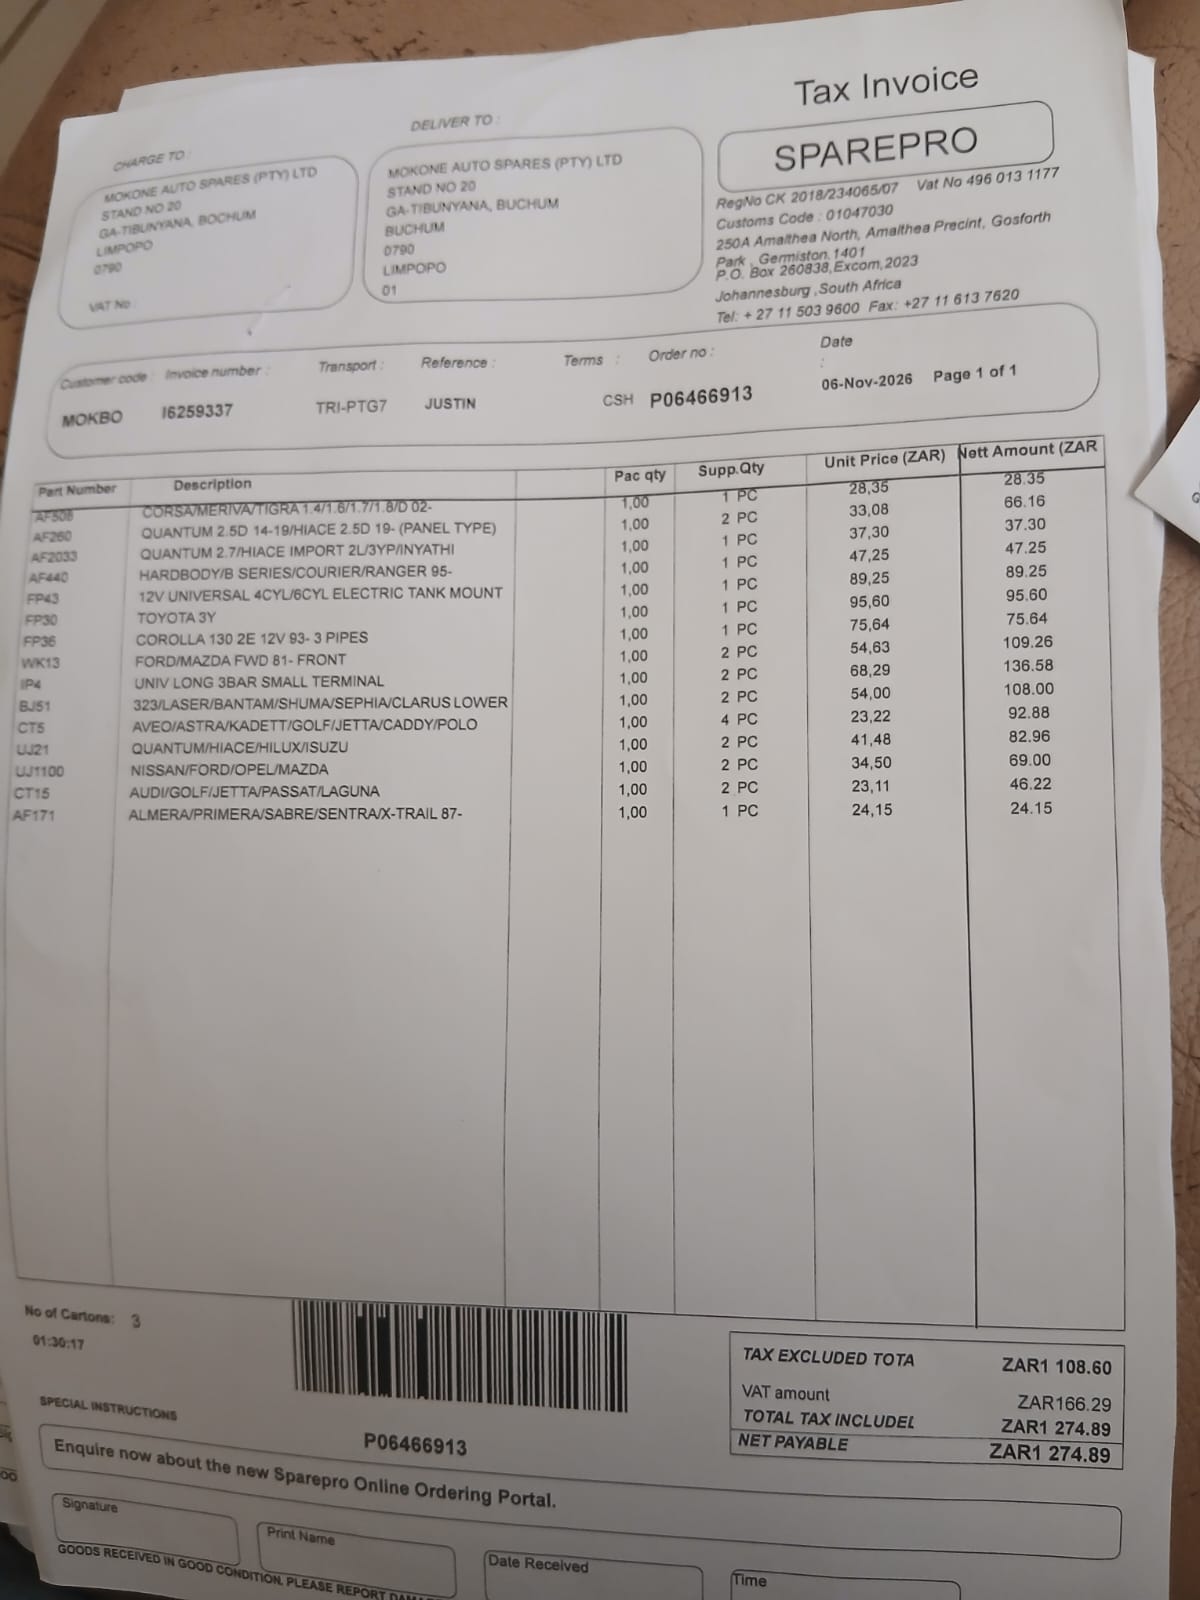 Tax Invoice
CHARGE TO :
MOKONE AUTO SPARES (PTY) LTD
STAND NO 20
GA-TIBUNYANA, BOCHUM
LIMPOPO
0790
VAT No :
DELIVER TO :
MOKONE AUTO SPARES (PTY) LTD
STAND NO 20
GA-TIBUNYANA, BUCHUM
BUCHUM
0790
LIMPOPO
01
SPAREPRO
RegNo CK 2018/234065/07 Vat No 496 013 1177
Customs Code : 01047030
250A Amalthea North, Amalthea Precint, Gosforth
Park , Germiston,1401
P.O. Box 260838,Excom,2023
Johannesburg ,South Africa
Tel: + 27 11 503 9600 Fax: +27 11 613 7620
Customer code : Invoice number : Transport : Reference : Terms : Order no : Date :
MOKBO I6259337 TRI-PTG7 JUSTIN CSH P06466913 06-Nov-2026 Page 1 of 1
Part Number Description Pac qty Supp.Qty Unit Price (ZAR) Nett Amount (ZAR
AF508 CORSA/MERIVA/TIGRA 1.4/1.6/1.7/1.8/D 02- 1,00 1 PC 28,35 28.35
AF260 QUANTUM 2.5D 14-19/HIACE 2.5D 19- (PANEL TYPE) 1,00 2 PC 33,08 66.16
AF2033 QUANTUM 2.7/HIACE IMPORT 2L/3YP/INYATHI 1,00 1 PC 37,30 37.30
AF440 HARDBODY/B SERIES/COURIER/RANGER 95- 1,00 1 PC 47,25 47.25
FP43 12V UNIVERSAL 4CYL/6CYL ELECTRIC TANK MOUNT 1,00 1 PC 89,25 89.25
FP30 TOYOTA 3Y 1,00 1 PC 95,60 95.60
FP36 COROLLA 130 2E 12V 93- 3 PIPES 1,00 1 PC 75,64 75.64
WK13 FORD/MAZDA FWD 81- FRONT 1,00 2 PC 54,63 109.26
IP4 UNIV LONG 3BAR SMALL TERMINAL 1,00 2 PC 68,29 136.58
BJ51 323/LASER/BANTAM/SHUMA/SEPHIA/CLARUS LOWER 1,00 2 PC 54,00 108.00
CT5 AVEO/ASTRA/KADETT/GOLF/JETTA/CADDY/POLO 1,00 4 PC 23,22 92.88
UJ21 QUANTUM/HIACE/HILUX/ISUZU 1,00 2 PC 41,48 82.96
UJ1100 NISSAN/FORD/OPEL/MAZDA 1,00 2 PC 34,50 69.00
CT15 AUDI/GOLF/JETTA/PASSAT/LAGUNA 1,00 2 PC 23,11 46.22
AF171 ALMERA/PRIMERA/SABRE/SENTRA/X-TRAIL 87- 1,00 1 PC 24,15 24.15
No of Cartons: 3
01:30:17
TAX EXCLUDED TOTA ZAR1 108.60
VAT amount ZAR166.29
TOTAL TAX INCLUDEL ZAR1 274.89
NET PAYABLE ZAR1 274.89
SPECIAL INSTRUCTIONS
P06466913
Enquire now about the new Sparepro Online Ordering Portal.
Signature
Print Name
Date Received
Time
GOODS RECEIVED IN GOOD CONDITION. PLEASE REPORT